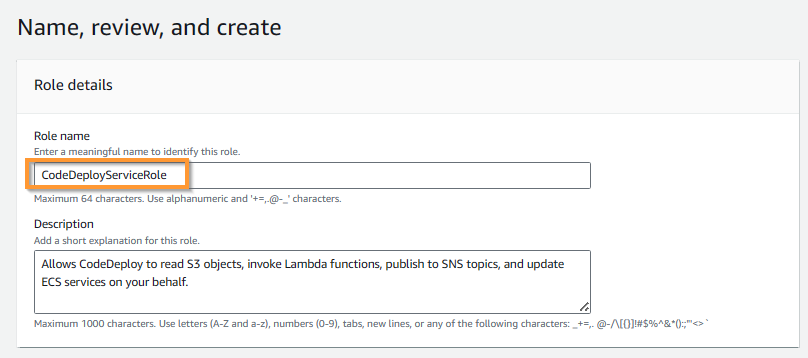 Name, review, and create
Role details
Role name
Enter a meaningful name to identify this role.
CodeDeployServiceRole
Maximum 64 characters. Use alphanumeric and '+=,.@-_' characters.
Description
Add a short explanation for this role.
Allows CodeDeploy to read S3 objects, invoke Lambda functions, publish to SNS topics, and update
ECS services on your behalf.
Maximum 1000 characters. Use letters (A-Z and a-z), numbers (0-9), tabs, new lines, or any of the following characters: _+=,. @-/\[{}]!#$%^&*();:"'<>`